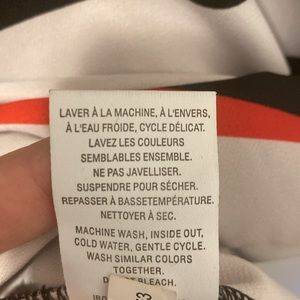 LAVER À LA MACHINE, À L'ENVERS,
À L'EAU FROIDE, CYCLE DÉLICAT.
LAVEZ LES COULEURS
SEMBLABLES ENSEMBLE.
NE PAS JAVELLISER.
SUSPENDRE POUR SÉCHER.
REPASSER À BASSETEMPÉRATURE.
NETTOYER À SEC.
MACHINE WASH, INSIDE OUT,
COLD WATER, GENTLE CYCLE.
WASH SIMILAR COLORS
TOGETHER.
BLEACH.